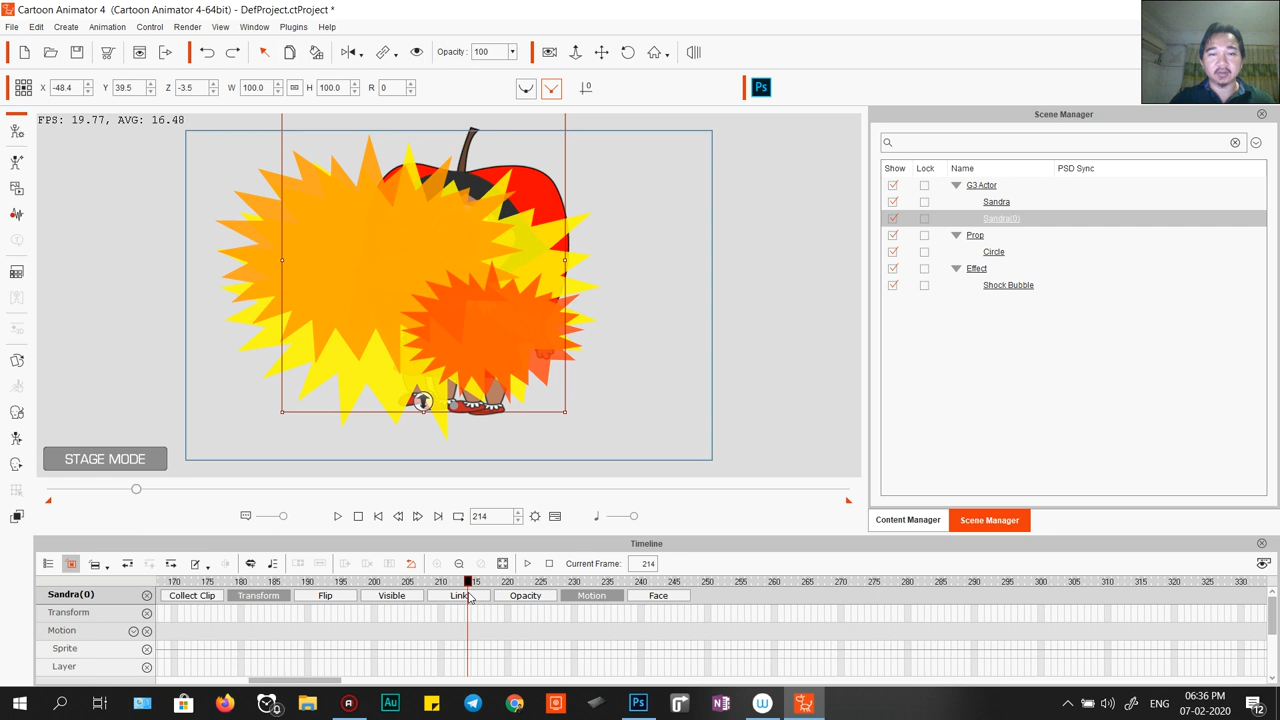 Cartoon Animator 4 (Cartoon Animator 4-64bit) - DefProject.ctProject *
File Edit Create Animation Control Render View Window Plugins Help
Opacity : 100
X -48.4 Y 39.5 Z -3.5 W 100.0 H 100.0 R 0 Ps
FPS: 19.77, AVG: 16.48
STAGE MODE
214
Scene Manager
Show Lock Name PSD Sync
G3 Actor
Sandra
Sandra(0)
Prop
Circle
Effect
Shock Bubble
Content Manager Scene Manager
Timeline
Current Frame: 214
170 175 180 185 190 195 200 205 210 215 220 225 230 235 240 245 250 255 260 265 270 275 280 285 290 295 300 305 310 315 320 325 330
Sandra(0) Collect Clip Transform Flip Visible Link Opacity Motion Face
Transform
Motion
Sprite
Layer
Au Ps N W ENG 06:36 PM
07-02-2020